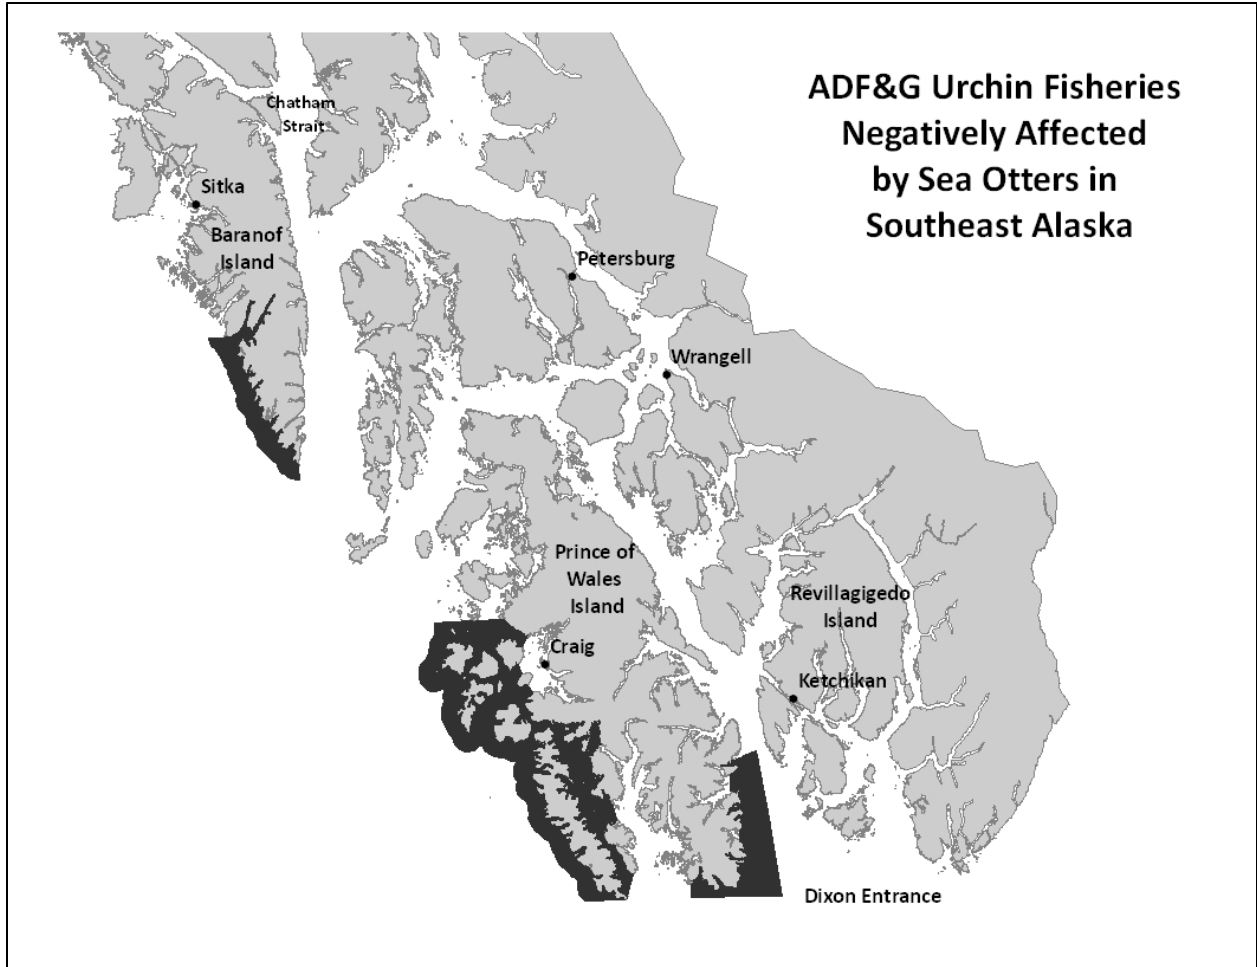 ADF&G Urchin Fisheries
Negatively Affected
by Sea Otters in
Southeast Alaska
Chatham
Strait
Sitka
Baranof
Island
Petersburg
Wrangell
Prince of
Wales
Island
Revillagigedo
Island
Craig
Ketchikan
Dixon Entrance